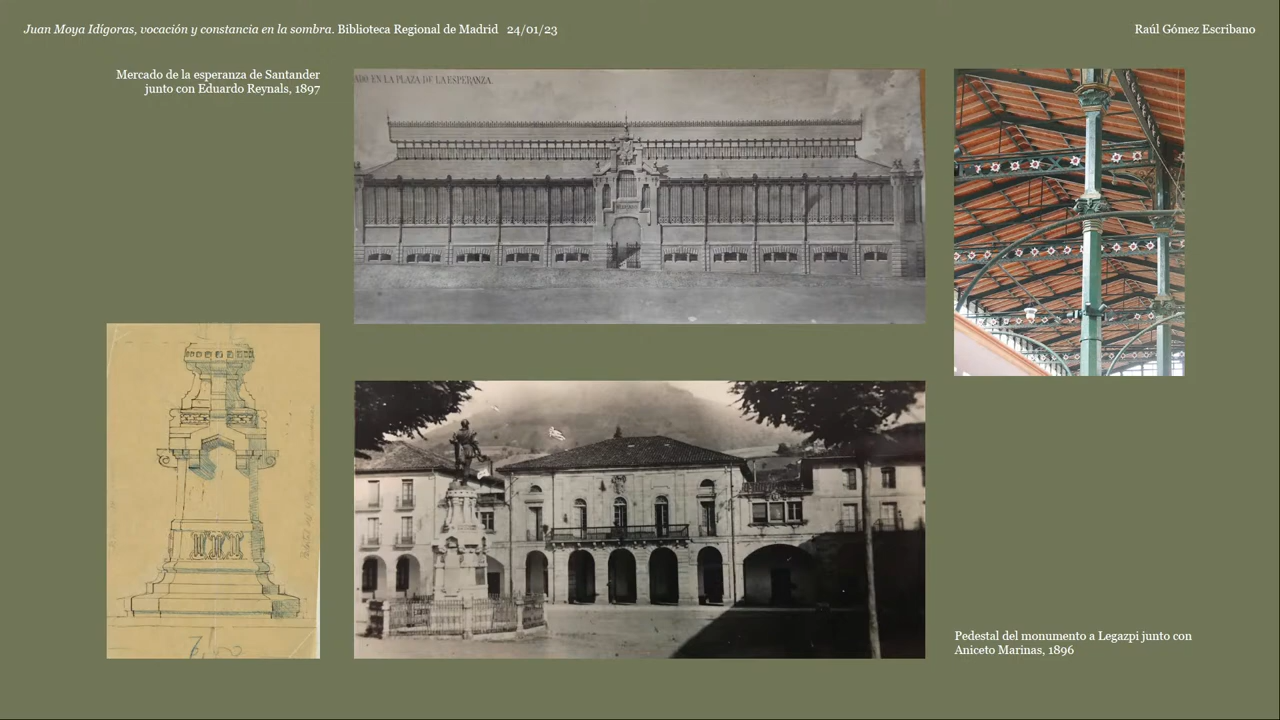 Juan Moya Idígoras, vocación y constancia en la sombra. Biblioteca Regional de Madrid 24/01/23
Raúl Gómez Escribano
Mercado de la esperanza de Santander
junto con Eduardo Reynals, 1897
ADO EN LA PLAZA DE LA ESPERANZA.
Pedestal del monumento a Legazpi junto con
Aniceto Marinas, 1896